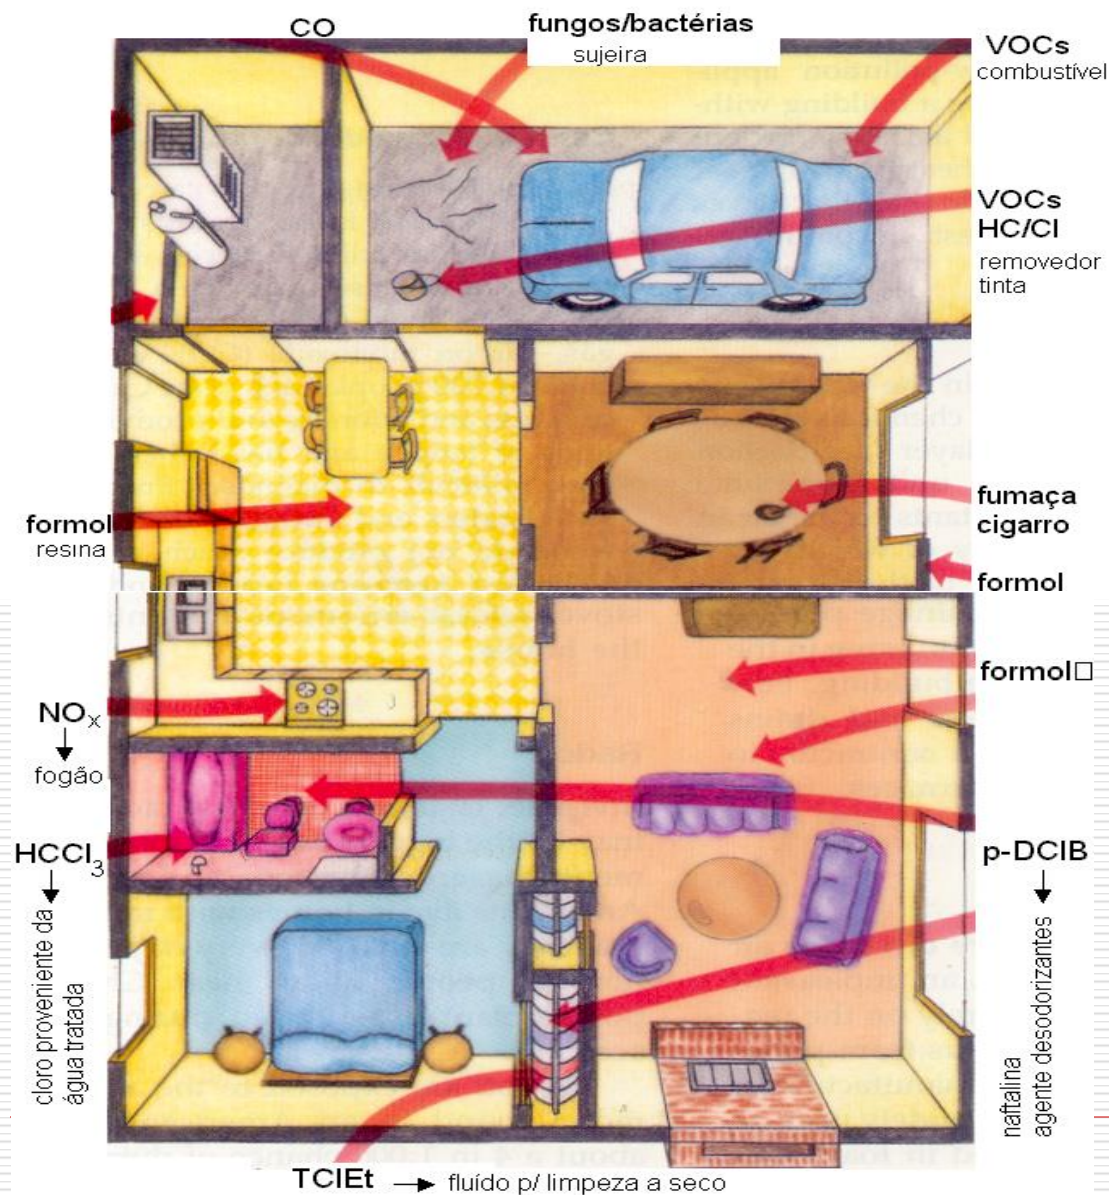 CO
fungos/bactérias
sujeira
VOCs
combustível
VOCs
HC/Cl
removedor
tinta
formol
resina
fumaça
cigarro
formol
formol□
NOx
fogão
HCCl3
cloro proveniente da
água tratada
p-DClB
naftalina
agente desodorizantes
TClEt → fluído p/ limpeza a seco